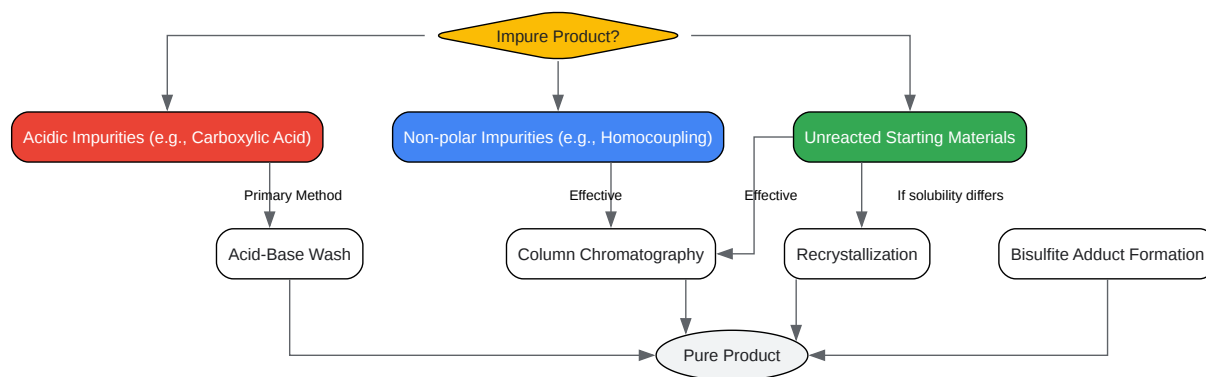 Impure Product?
Acidic Impurities (e.g., Carboxylic Acid)
Non-polar Impurities (e.g., Homocoupling)
Unreacted Starting Materials
Primary Method
Effective
Effective
If solubility differs
Acid-Base Wash
Column Chromatography
Recrystallization
Bisulfite Adduct Formation
Pure Product